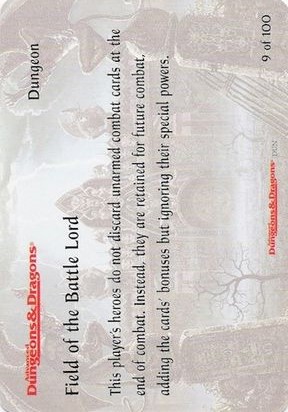 Advanced
Dungeons & Dragons®
Field of the Battle Lord
Dungeon
This player's heroes do not discard unarmed combat cards at the
end of combat. Instead, they are retained for future combat,
adding the cards' bonuses but ignoring their special powers.
Advanced
Dungeons & Dragons®
9 of 100